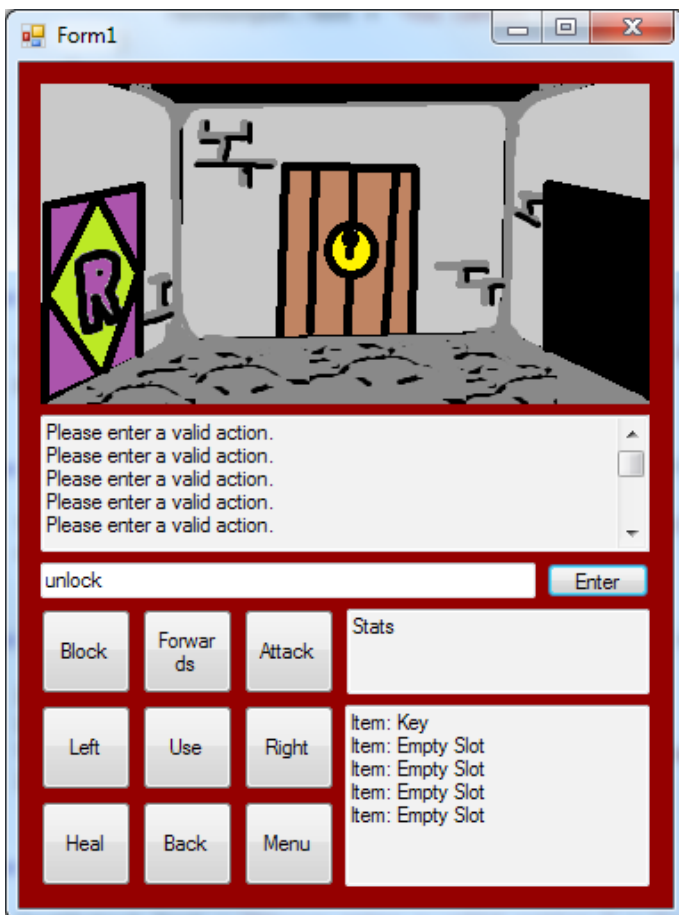 Form1
R
Please enter a valid action.
Please enter a valid action.
Please enter a valid action.
Please enter a valid action.
Please enter a valid action.
unlock
Enter
Block
Forwar
ds
Attack
Stats
Left
Use
Right
Item: Key
Item: Empty Slot
Item: Empty Slot
Item: Empty Slot
Item: Empty Slot
Heal
Back
Menu